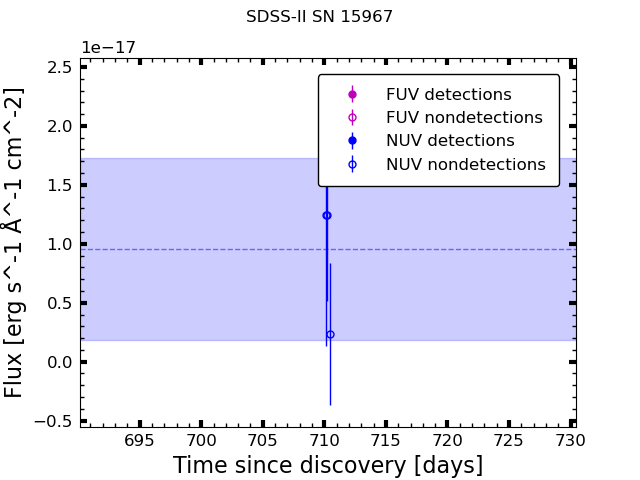 SDSS-II SN 15967
1e−17
2.5
2.0
1.5
1.0
0.5
0.0
−0.5
Flux [erg s^-1 Å^-1 cm^-2]
FUV detections
FUV nondetections
NUV detections
NUV nondetections
695 700 705 710 715 720 725 730
Time since discovery [days]